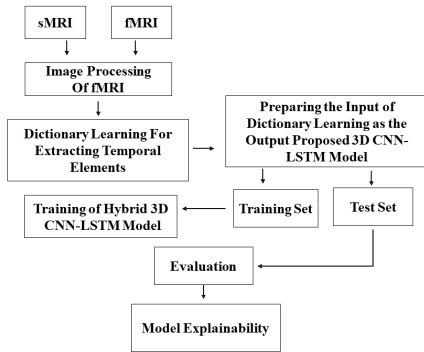 sMRI
fMRI
Image Processing
Of fMRI
Dictionary Learning For
Extracting Temporal
Elements
Preparing the Input of
Dictionary Learning as the
Output Proposed 3D CNN-
LSTM Model
Training of Hybrid 3D
CNN-LSTM Model
Training Set
Test Set
Evaluation
Model Explainability